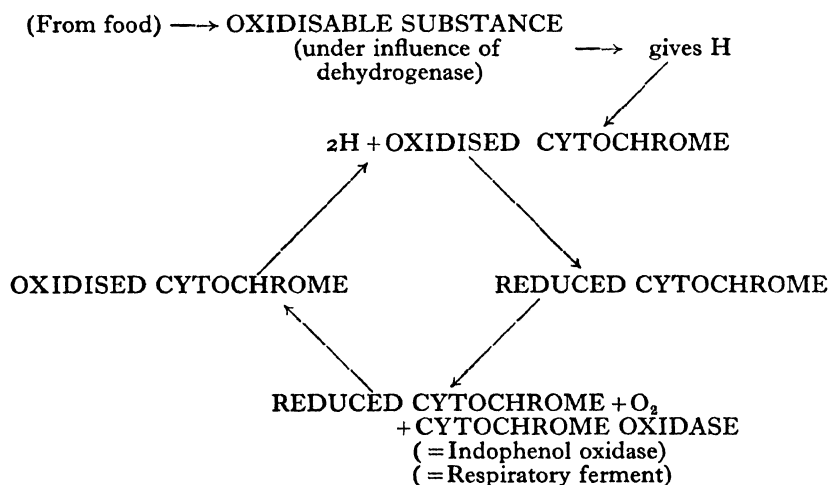 (From food) → OXIDISABLE SUBSTANCE
(under influence of → gives H
dehydrogenase)
2H + OXIDISED CYTOCHROME
OXIDISED CYTOCHROME REDUCED CYTOCHROME
REDUCED CYTOCHROME + O₂
+ CYTOCHROME OXIDASE
( = Indophenol oxidase)
( = Respiratory ferment)